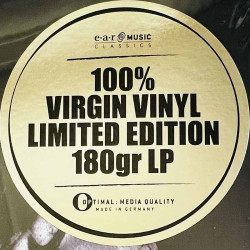 e·a·r MUSIC
CLASSICS
100%
VIRGIN VINYL
LIMITED EDITION
180gr LP
OPTIMAL: MEDIA QUALITY
MADE IN GERMANY